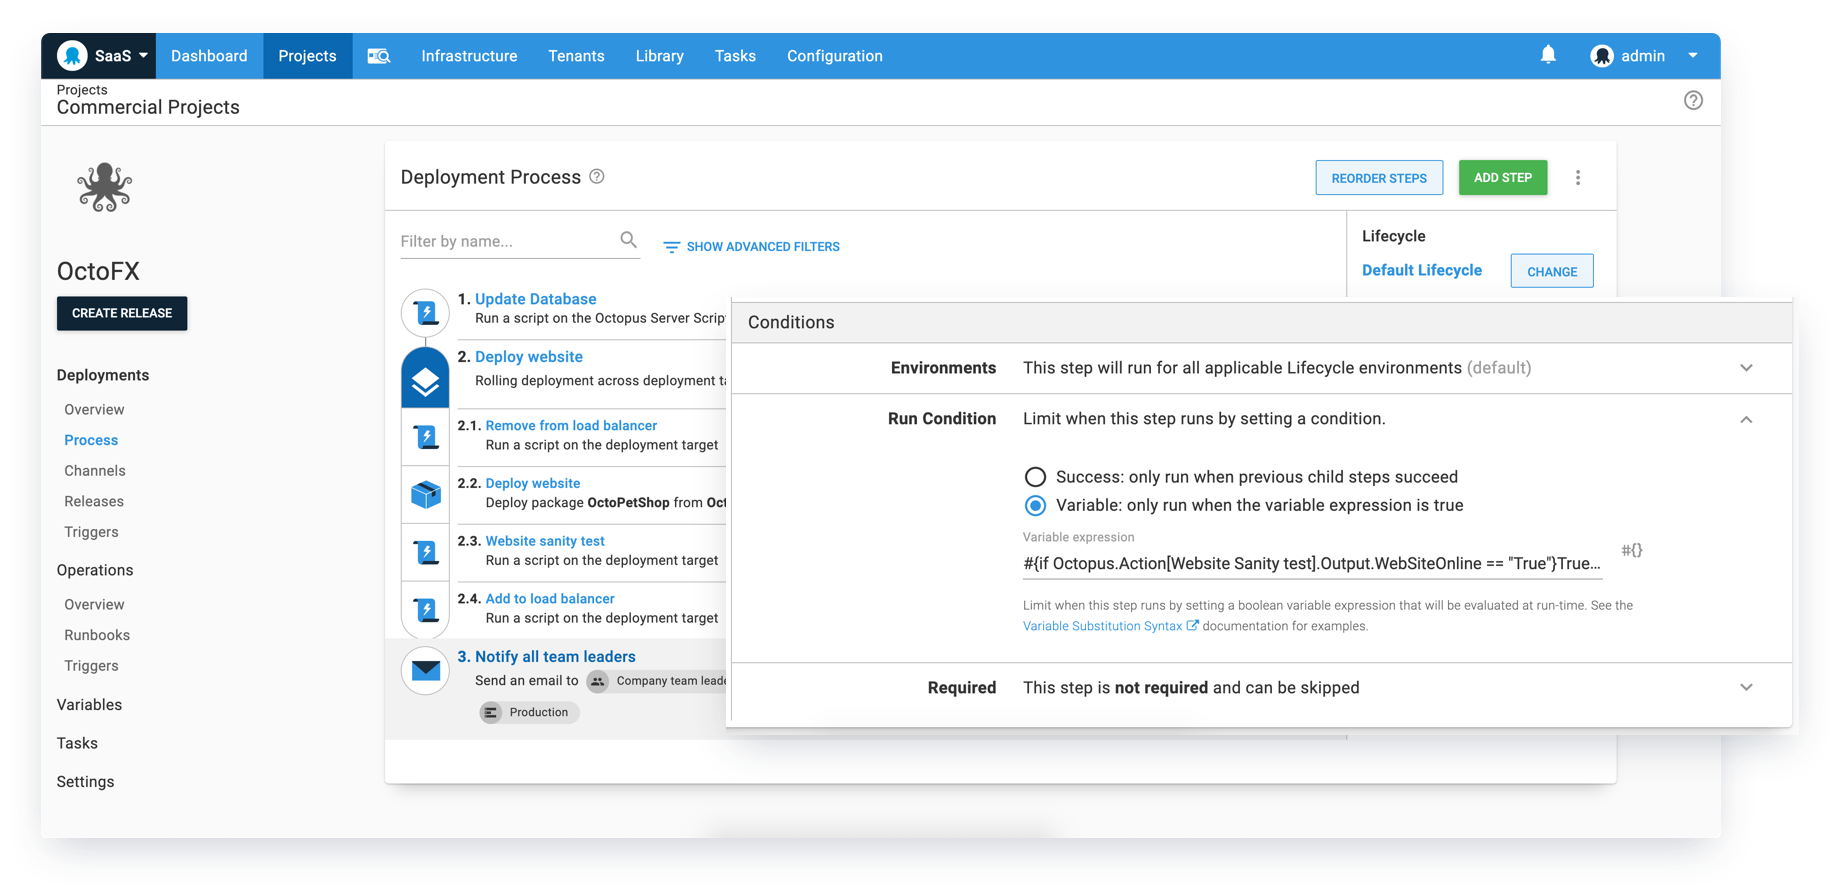 SaaS
Dashboard
Projects
Infrastructure
Tenants
Library
Tasks
Configuration
admin
Projects
Commercial Projects
OctoFX
CREATE RELEASE
Deployments
Overview
Process
Channels
Releases
Triggers
Operations
Overview
Runbooks
Triggers
Variables
Tasks
Settings
Deployment Process
REORDER STEPS
ADD STEP
Filter by name...
SHOW ADVANCED FILTERS
Lifecycle
Default Lifecycle
CHANGE
1. Update Database
Run a script on the Octopus Server Scrip
2. Deploy website
Rolling deployment across deployment
2.1. Remove from load balancer
Run a script on the deployment target
2.2. Deploy website
Deploy package OctoPetShop from Oct
2.3. Website sanity test
Run a script on the deployment target
2.4. Add to load balancer
Run a script on the deployment target
3. Notify all team leaders
Send an email to Company team leade
Production
Conditions
Environments This step will run for all applicable Lifecycle environments (default)
Run Condition Limit when this step runs by setting a condition.
Success: only run when previous child steps succeed
Variable: only run when the variable expression is true
Variable expression
#{if Octopus.Action[Website Sanity test].Output.WebSiteOnline == "True"}True...
#{}
Limit when this step runs by setting a boolean variable expression that will be evaluated at run-time. See the
Variable Substitution Syntax documentation for examples.
Required This step is not required and can be skipped